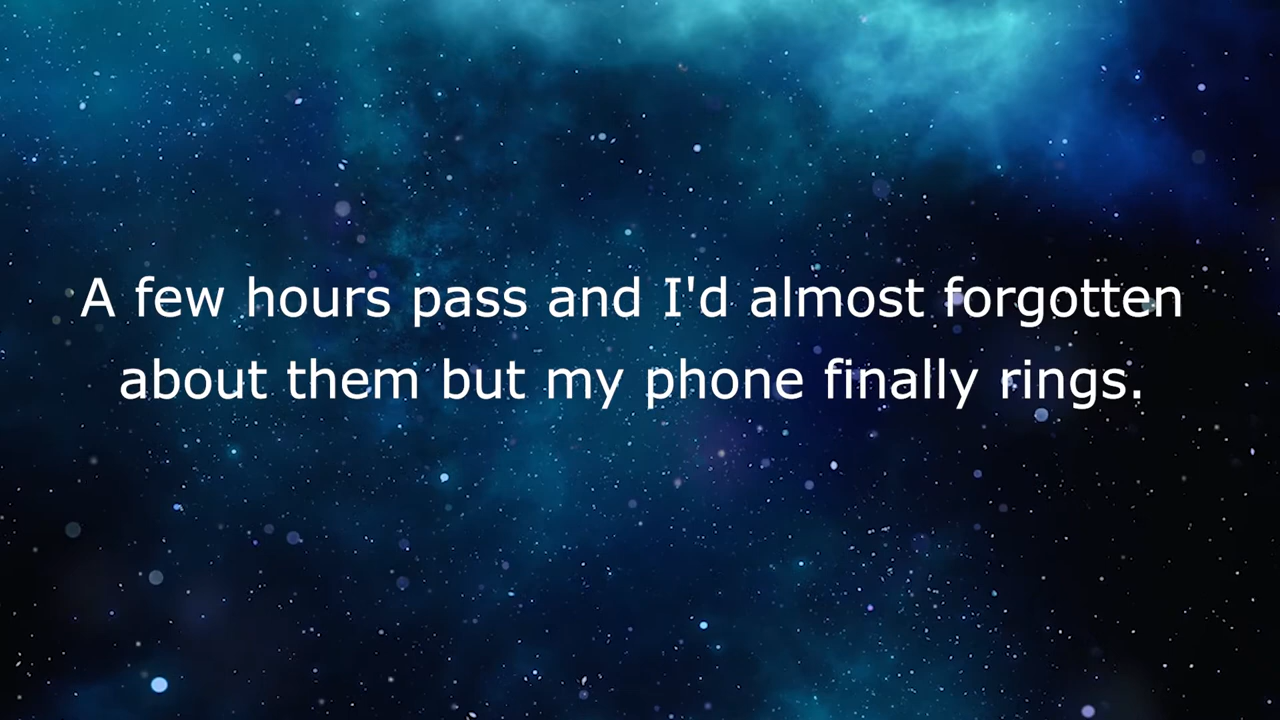 A few hours pass and I'd almost forgotten
about them but my phone finally rings.